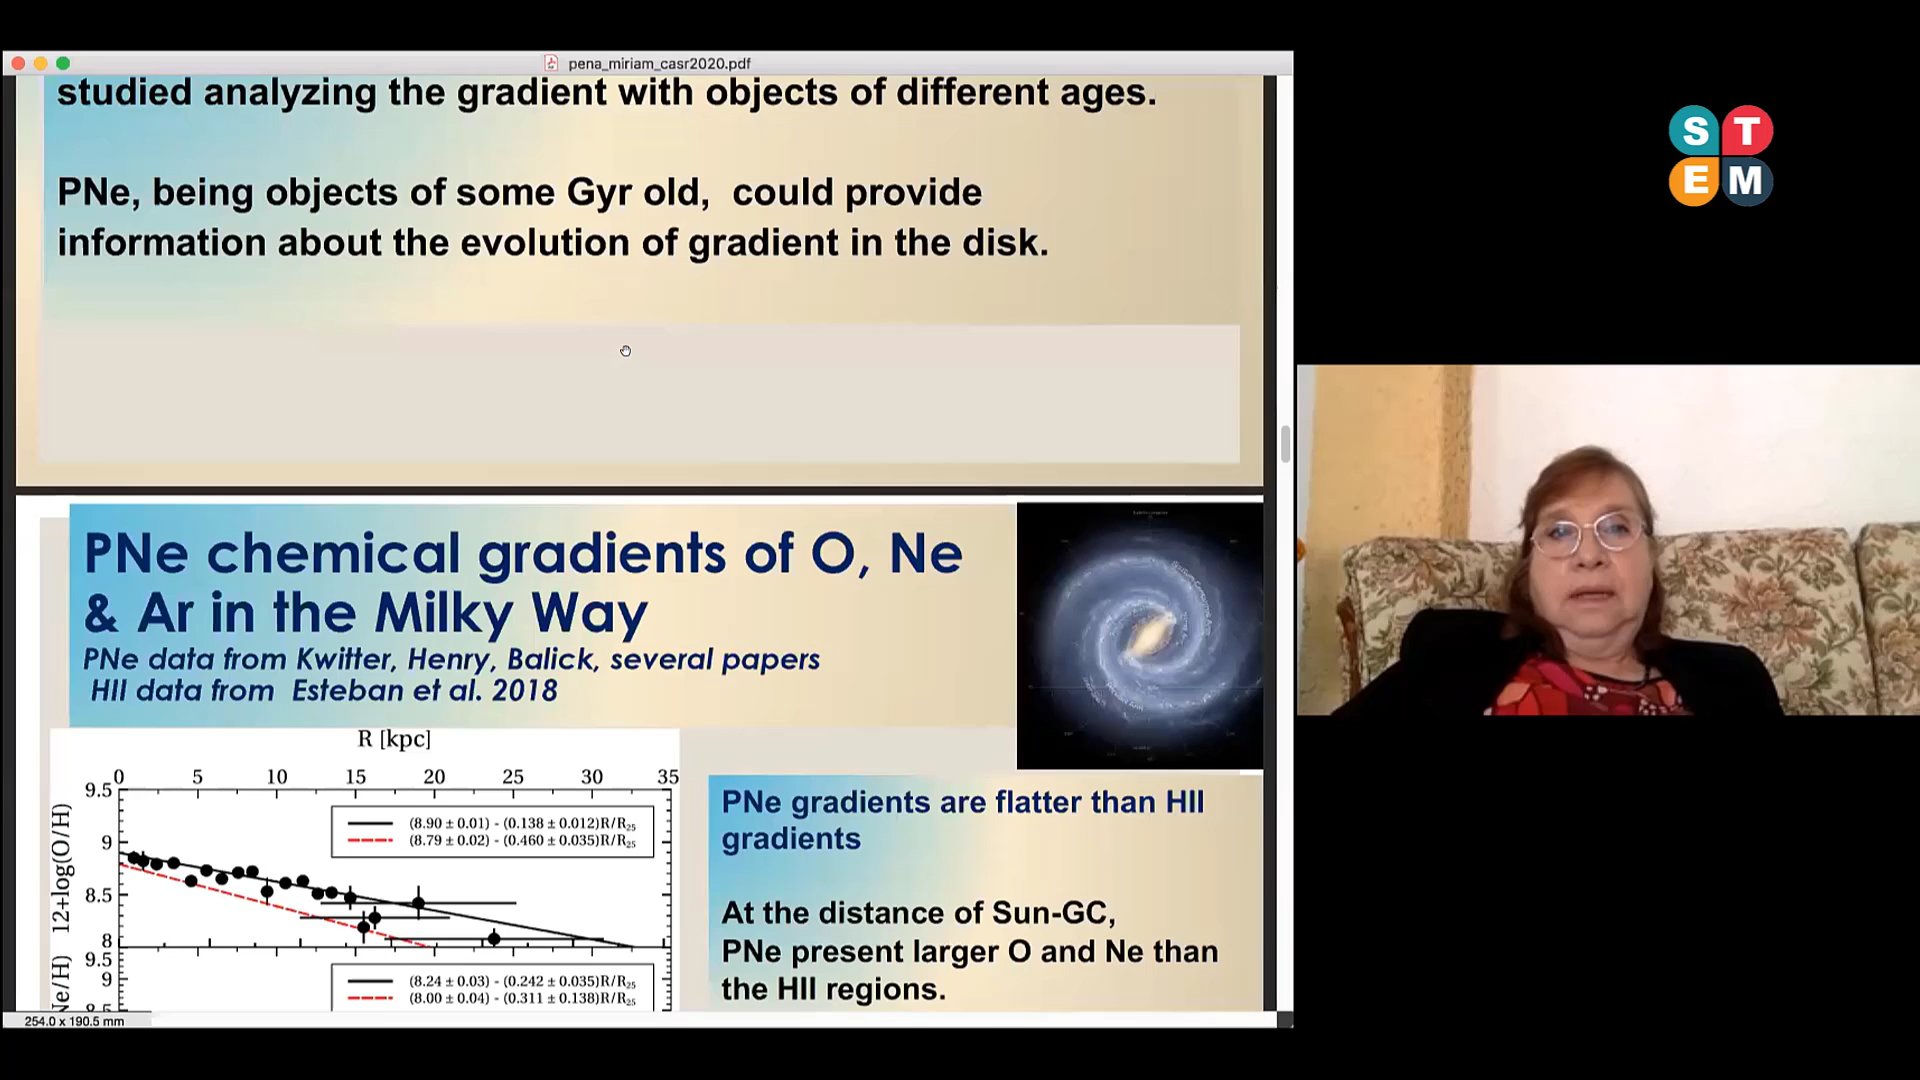 pena_miriam_casr2020.pdf
studied analyzing the gradient with objects of different ages.
PNe, being objects of some Gyr old, could provide
information about the evolution of gradient in the disk.
PNe chemical gradients of O, Ne
& Ar in the Milky Way
PNe data from Kwitter, Henry, Balick, several papers
HII data from Esteban et al. 2018
R [kpc]
0 5 10 15 20 25 30 35
9.5
9
8.5
8
12+log(O/H)
(8.90 ± 0.01) - (0.138 ± 0.012)R/R25
(8.79 ± 0.02) - (0.460 ± 0.035)R/R25
9.5
9
8.5
Ne/H)
(8.24 ± 0.03) - (0.242 ± 0.035)R/R25
(8.00 ± 0.04) - (0.311 ± 0.138)R/R25
PNe gradients are flatter than HII
gradients
At the distance of Sun-GC,
PNe present larger O and Ne than
the HII regions.
254.0 x 190.5 mm
S T
E M